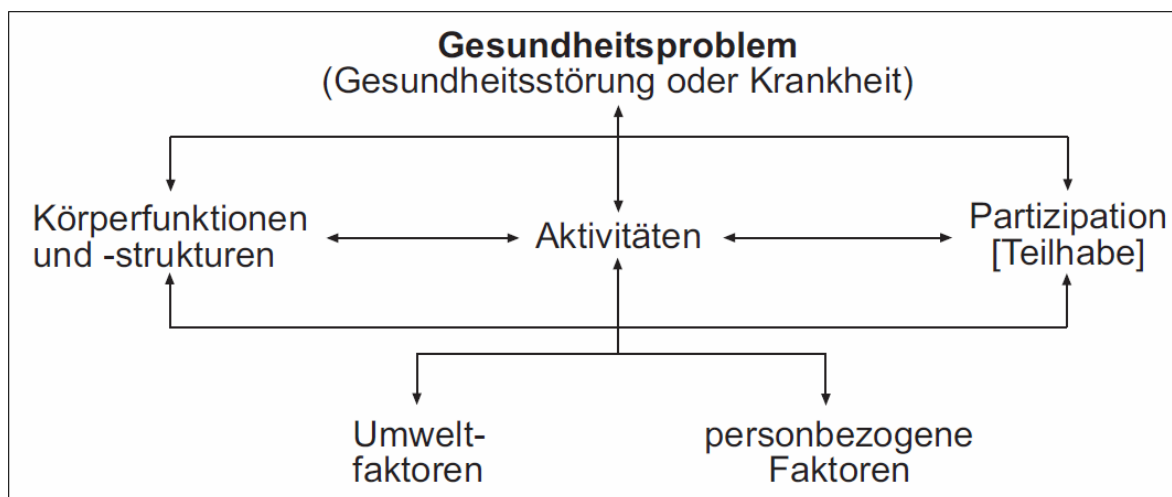 Gesundheitsproblem
(Gesundheitsstörung oder Krankheit)
Körperfunktionen
und -strukturen
Aktivitäten
Partizipation
[Teilhabe]
Umwelt-
faktoren
personbezogene
Faktoren